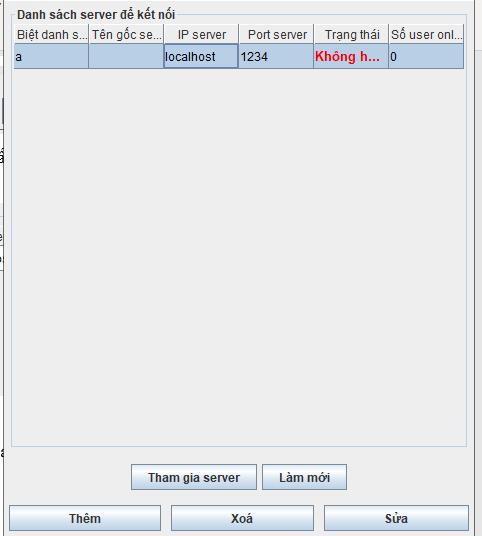 Danh sách server để kết nối
Biệt danh s... Tên gốc se... IP server Port server Trạng thái Số user onl...
a localhost 1234 Không h... 0
Tham gia server Làm mới
Thêm Xoá Sửa